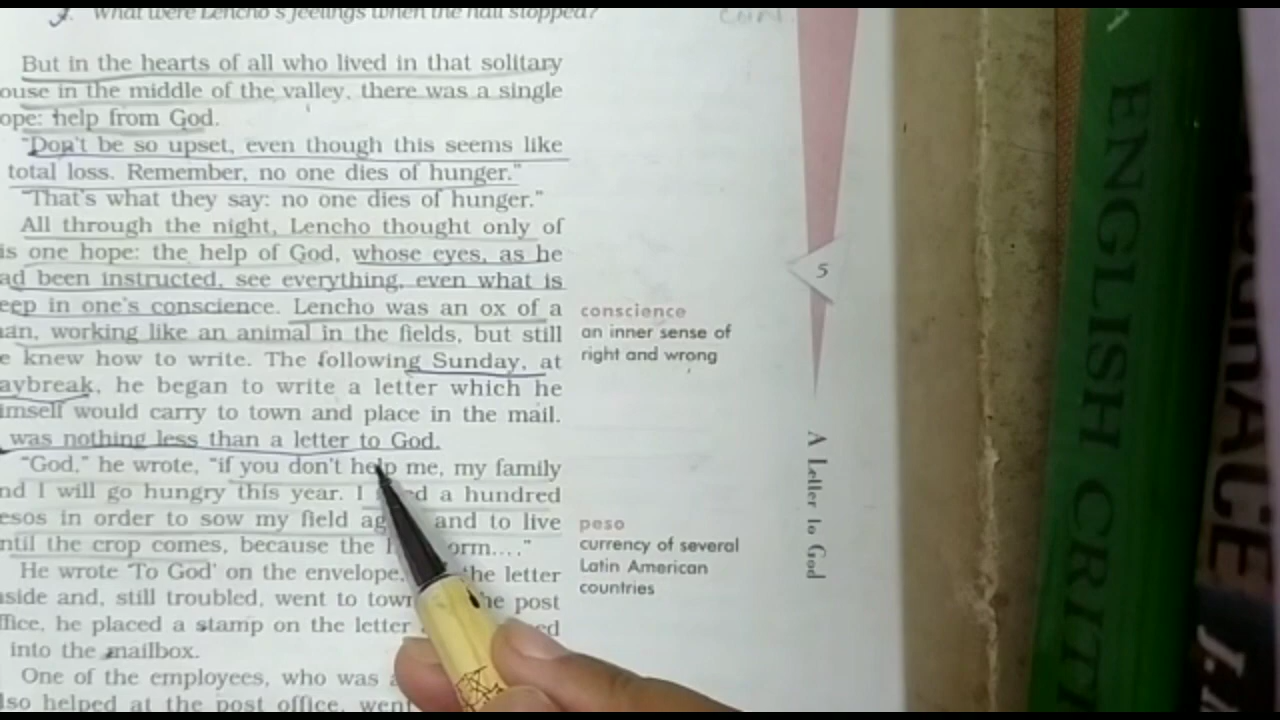 What were Lencho's feelings when the hail stopped?
But in the hearts of all who lived in that solitary
ouse in the middle of the valley, there was a single
ope: help from God.
"Don't be so upset, even though this seems like
total loss. Remember, no one dies of hunger."
"That's what they say: no one dies of hunger."
All through the night, Lencho thought only of
is one hope: the help of God, whose eyes, as he
ad been instructed, see everything, even what is
eep in one's conscience. Lencho was an ox of a
an, working like an animal in the fields, but still
e knew how to write. The following Sunday, at
aybreak, he began to write a letter which he
imself would carry to town and place in the mail.
was nothing less than a letter to God.
"God," he wrote, "if you don't help me, my family
nd I will go hungry this year. I a hundred
esos in order to sow my field and to live
ntil the crop comes, because the orm...."
He wrote 'To God' on the envelope, the letter
nside and, still troubled, went to town he post
ffice, he placed a stamp on the letter ed
into the mailbox.
One of the employees, who was
lso helped at the post office, went
conscience
an inner sense of
right and wrong
peso
currency of several
Latin American
countries
5
A Letter to God
ENGLISH CRIT